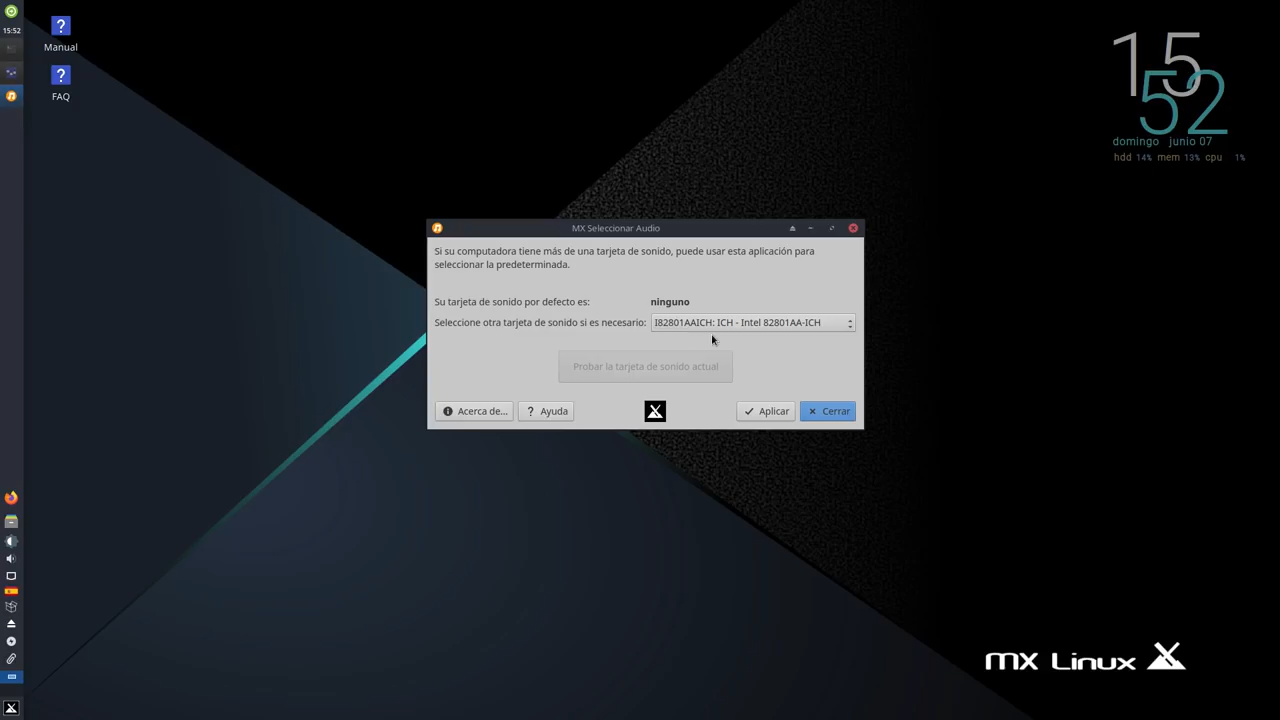 15:52
Manual
FAQ
15
52
domingo junio 07
hdd 14% mem 13% cpu 1%
MX Seleccionar Audio
Si su computadora tiene más de una tarjeta de sonido, puede usar esta aplicación para
seleccionar la predeterminada.
Su tarjeta de sonido por defecto es: ninguno
Seleccione otra tarjeta de sonido si es necesario: I82801AAICH: ICH - Intel 82801AA-ICH
Probar la tarjeta de sonido actual
Acerca de... Ayuda Aplicar Cerrar
MX Linux